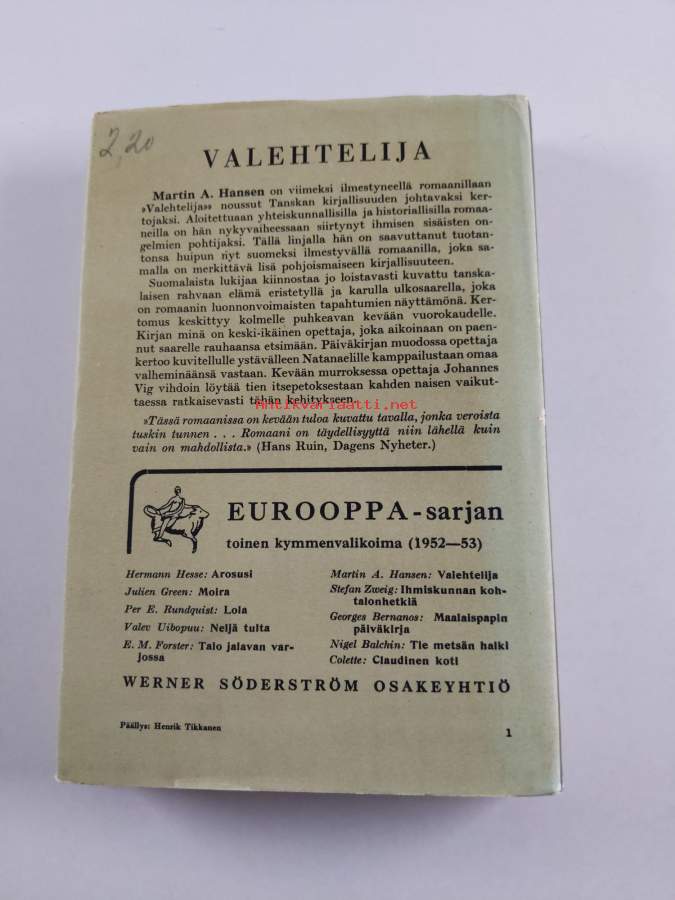 2,20
VALEHTELIJA
Martin A. Hansen on viimeksi ilmestyneellä romaanillaan
»Valehtelija»» noussut Tanskan kirjallisuuden johtavaksi ker-
tojaksi. Aloitettuaan yhteiskunnallisilla ja historiallisilla romaa-
neilla on hän nykyvaiheessaan siirtynyt ihmisen sisäisten on-
gelmien pohtijaksi. Tällä linjalla hän on saavuttanut tuotan-
tonsa huipun nyt suomeksi ilmestyvällä romaanilla, joka sa-
malla on merkittävä lisä pohjoismaiseen kirjallisuuteen.
Suomalaista lukijaa kiinnostaa jo loistavasti kuvattu tanska-
laisen rahvaan elämä eristetyllä ja karulla ulkosaarella, joka
on romaanin luonnonvoimaisten tapahtumien näyttämönä. Ker-
tomus keskittyy kolmelle puhkeavan kevään vuorokaudelle.
Kirjan minä on keski-ikäinen opettaja, joka aikoinaan on paen-
nut saarelle rauhaansa etsimään. Päiväkirjan muodossa opettaja
kertoo kuvitellulle ystävälleen Natanaelille kamppailustaan omaa
valheminäänsä vastaan. Kevään murroksessa opettaja Johannes
Vig vihdoin löytää tien itsepetoksestaan kahden naisen vaikut-
taessa ratkaisevasti tähän kehitykseen.
Antikvariaatti.net
»Tässä romaanissa on kevään tuloa kuvattu tavalla, jonka veroista
tuskin tunnen . . . Romaani on täydellisyyttä niin lähellä kuin
vain on mahdollista.» (Hans Ruin, Dagens Nyheter.)
EUROOPPA-sarjan
toinen kymmenvalikoima (1952—53)
Hermann Hesse: Arosusi
Julien Green: Moira
Per E. Rundquist: Lola
Valev Uibopuu: Neljä tulta
E. M. Forster: Talo jalavan var-
jossa
Martin A. Hansen: Valehtelija
Stefan Zweig: Ihmiskunnan koh-
talonhetkiä
Georges Bernanos: Maalaispapin
päiväkirja
Nigel Balchin: Tie metsän halki
Colette: Claudinen koti
WERNER SÖDERSTRÖM OSAKEYHTIÖ
Päällys: Henrik Tikkanen
1